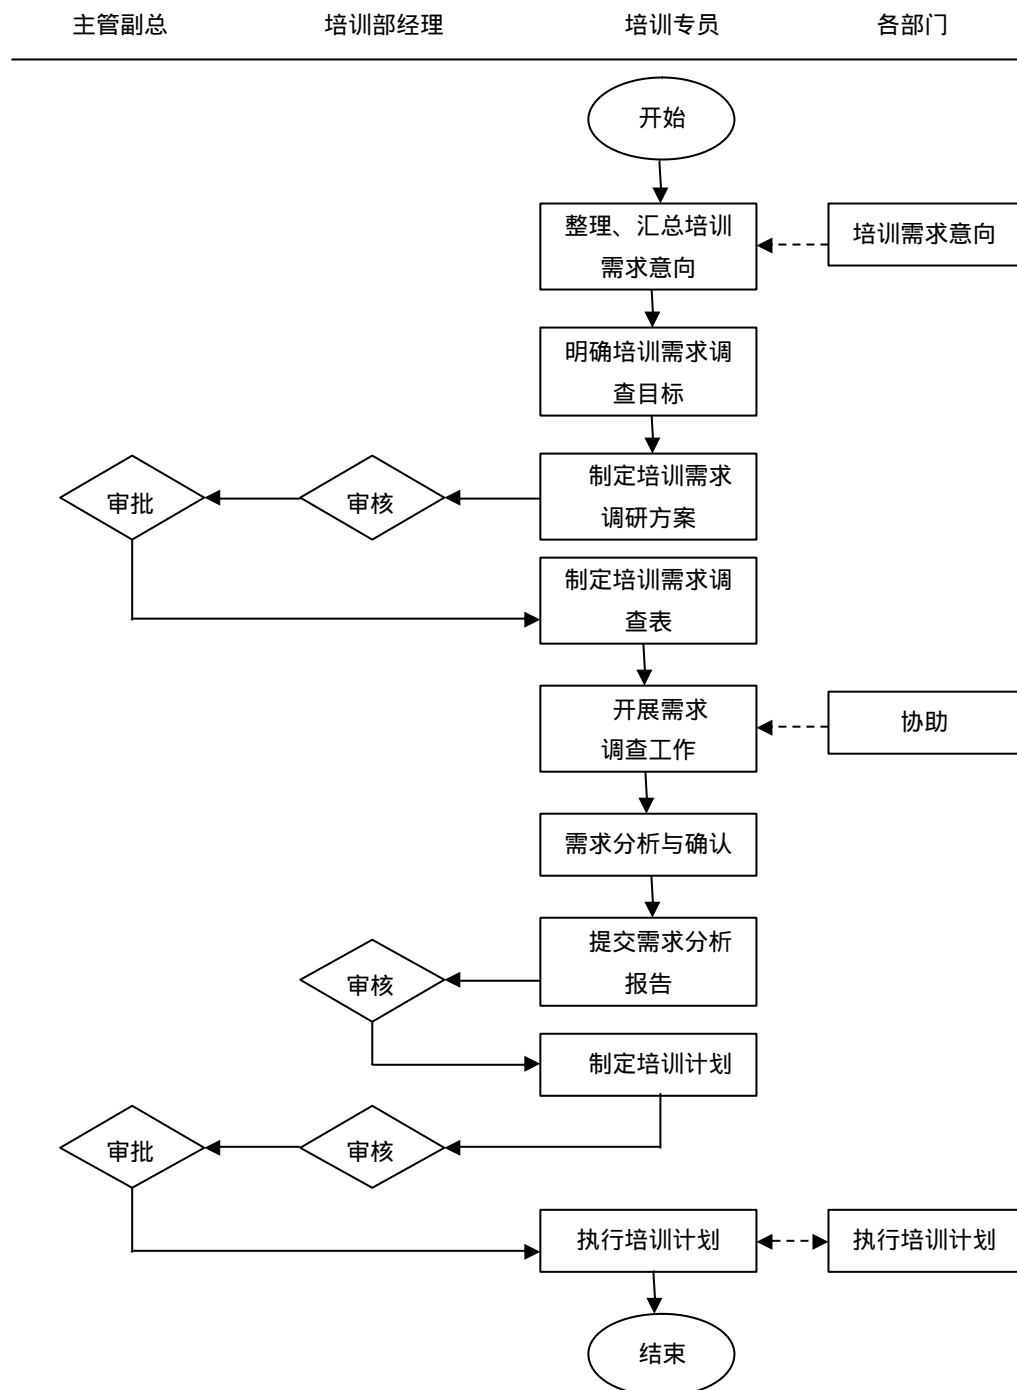 主管副总 培训部经理 培训专员 各部门
开始
整理、汇总培训
需求意向
培训需求意向
明确培训需求调
查目标
审批
审核
制定培训需求
调研方案
制定培训需求调
查表
开展需求
调查工作
协助
需求分析与确认
提交需求分析
报告
审核
制定培训计划
审批
审核
执行培训计划
执行培训计划
结束